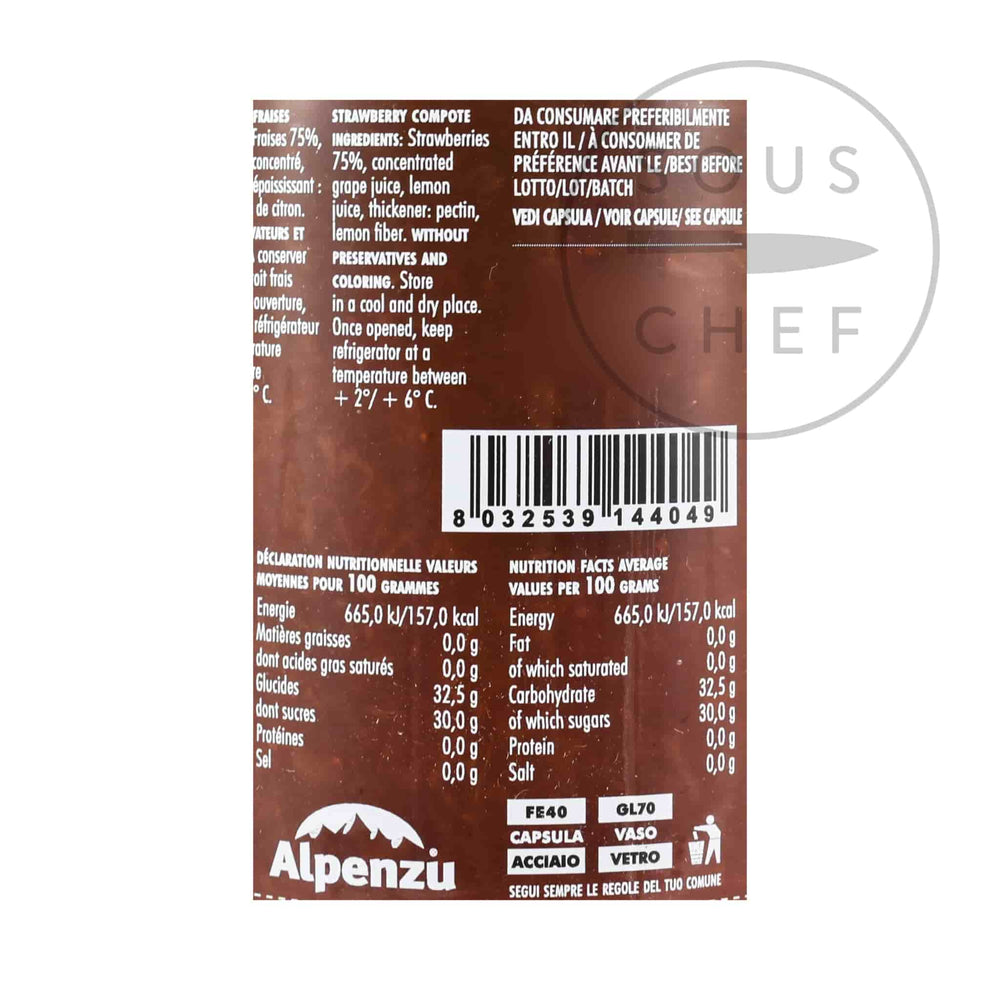 FRAISES
Fraises 75%,
concentré,
épaississant :
de citron.
ET
conserver
frais
ouverture,
réfrigérateur
° C.
STRAWBERRY COMPOTE
INGREDIENTS: Strawberries
75%, concentrated
grape juice, lemon
juice, thickener: pectin,
lemon fiber. WITHOUT
PRESERVATIVES AND
COLORING. Store
in a cool and dry place.
Once opened, keep
refrigerator at a
temperature between
+ 2°/ + 6° C.
DA CONSUMARE PREFERIBILMENTE
ENTRO IL / À CONSOMMER DE
PRÉFÉRENCE AVANT LE /BEST BEFORE
LOTTO/LOT/BATCH
VEDI CAPSULA / VOIR CAPSULE/ SEE CAPSULE
SOUS
CHEF
8 032539 144049
DÉCLARATION NUTRITIONNELLE VALEURS
MOYENNES POUR 100 GRAMMES
Energie 665,0 kJ/157,0 kcal
Matières graisses 0,0 g
dont acides gras saturés 0,0 g
Glucides 32,5 g
dont sucres 30,0 g
Protéines 0,0 g
Sel 0,0 g
NUTRITION FACTS AVERAGE
VALUES PER 100 GRAMS
Energy 665,0 kJ/157,0 kcal
Fat 0,0 g
of which saturated 0,0 g
Carbohydrate 32,5 g
of which sugars 30,0 g
Protein 0,0 g
Salt 0,0 g
Alpenzu
FE40 GL70
CAPSULA VASO
ACCIAIO VETRO
SEGUI SEMPRE LE REGOLE DEL TUO COMUNE